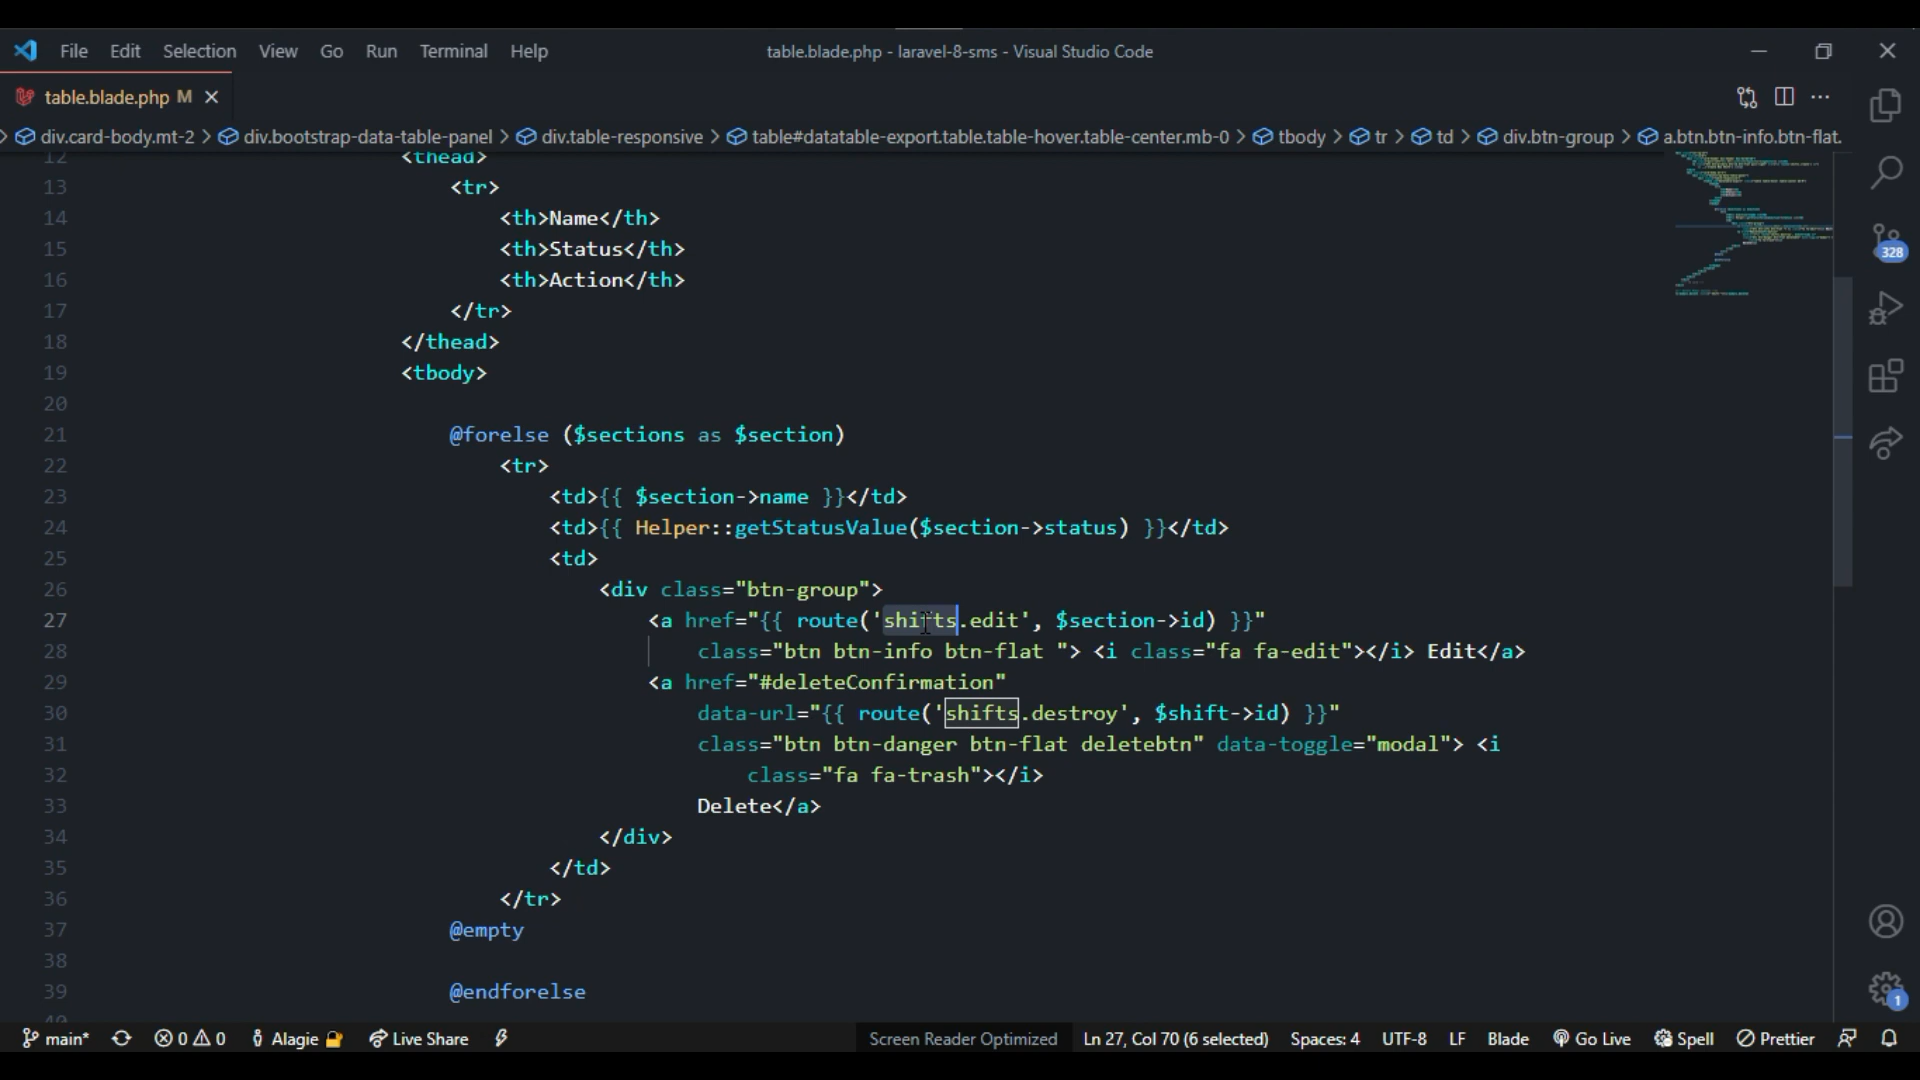 File Edit Selection View Go Run Terminal Help table.blade.php - laravel-8-sms - Visual Studio Code
table.blade.php M
div.card-body.mt-2 > div.bootstrap-data-table-panel > div.table-responsive > table#datatable-export.table.table-hover.table-center.mb-0 > tbody > tr > td > div.btn-group > a.btn.btn-info.btn-flat.
12 <thead>
13 <tr>
14 <th>Name</th>
15 <th>Status</th>
16 <th>Action</th>
17 </tr>
18 </thead>
19 <tbody>
20
21 @forelse ($sections as $section)
22 <tr>
23 <td>{{ $section->name }}</td>
24 <td>{{ Helper::getStatusValue($section->status) }}</td>
25 <td>
26 <div class="btn-group">
27 <a href="{{ route('shifts.edit', $section->id) }}"
28 class="btn btn-info btn-flat "> <i class="fa fa-edit"></i> Edit</a>
29 <a href="#deleteConfirmation"
30 data-url="{{ route('shifts.destroy', $shift->id) }}"
31 class="btn btn-danger btn-flat deletebtn" data-toggle="modal"> <i
32 class="fa fa-trash"></i>
33 Delete</a>
34 </div>
35 </td>
36 </tr>
37 @empty
38
39 @endforelse
40
328
1
main* 0 0 Alagie Live Share Screen Reader Optimized Ln 27, Col 70 (6 selected) Spaces: 4 UTF-8 LF Blade Go Live Spell Prettier